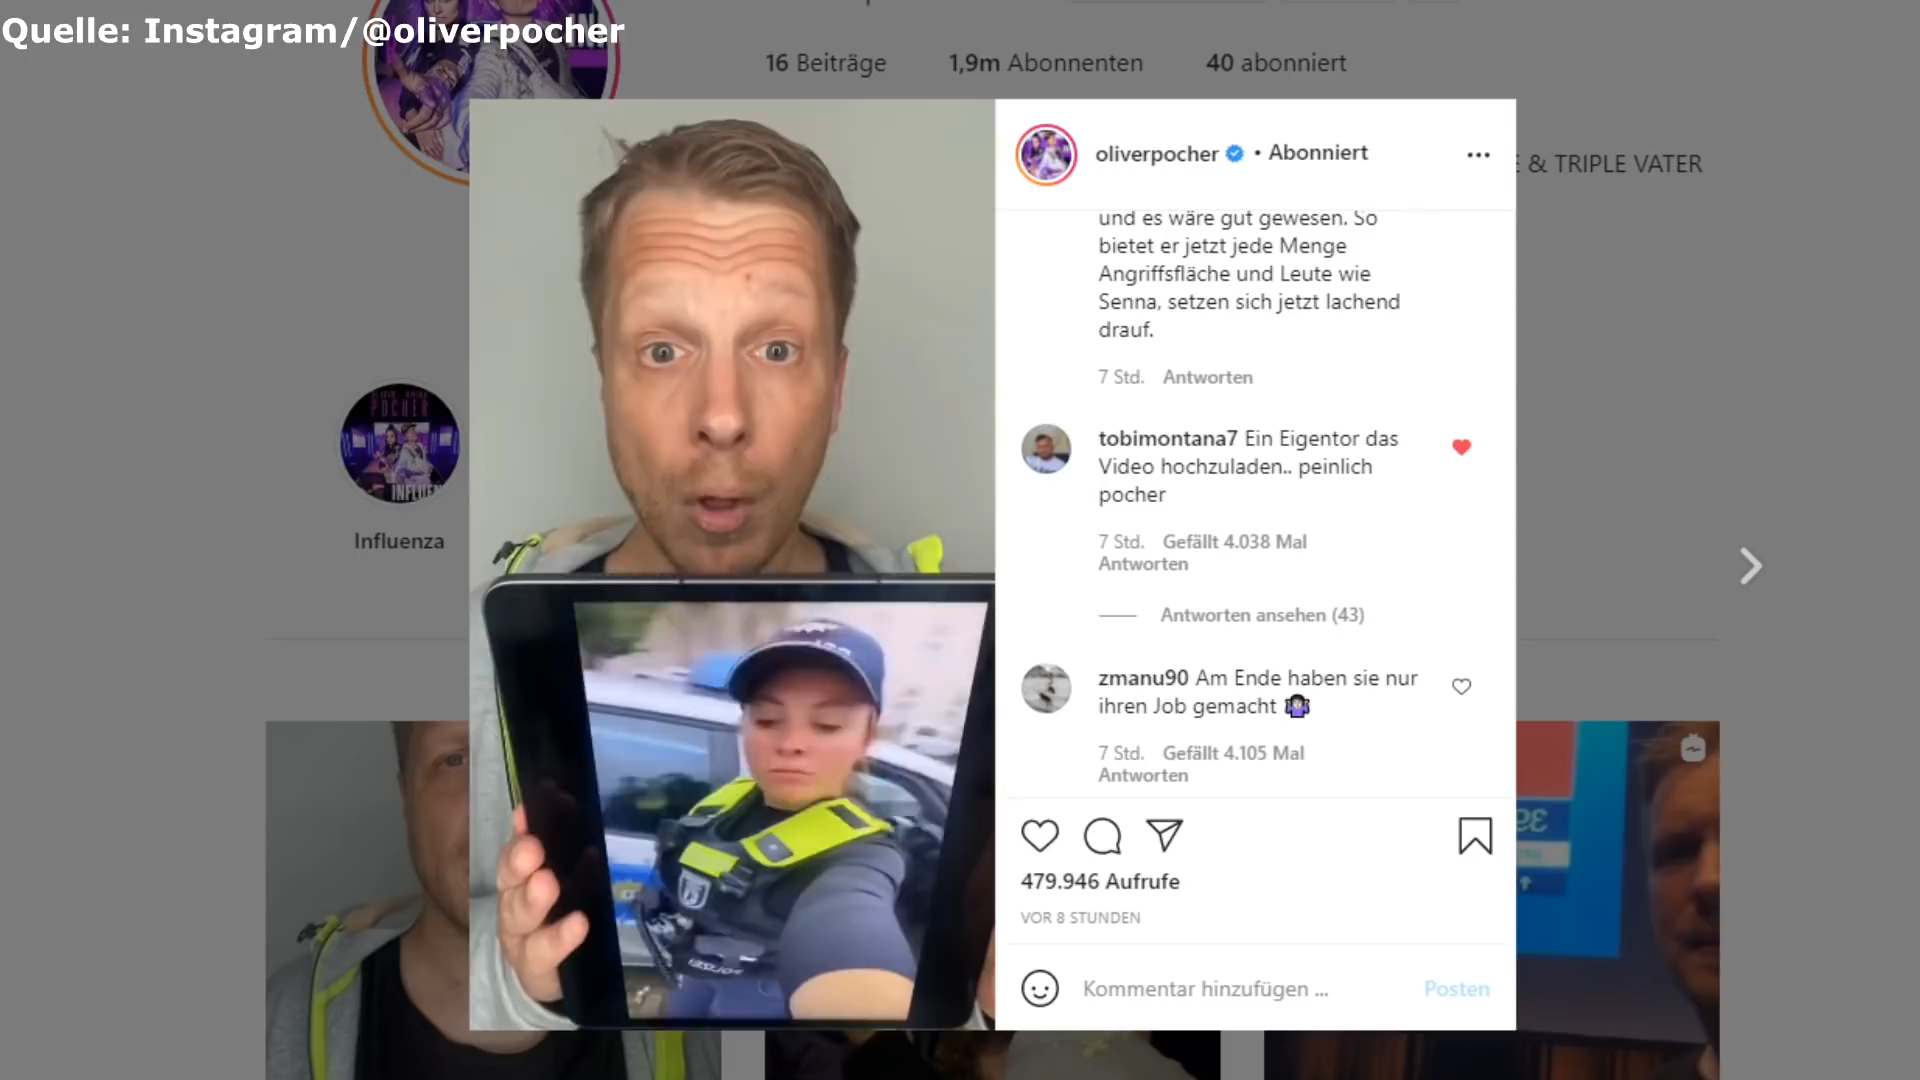 Quelle: Instagram/@oliverpocher
16 Beiträge 1,9m Abonnenten 40 abonniert
& TRIPLE VATER
oliverpocher • Abonniert
und es wäre gut gewesen. So
bietet er jetzt jede Menge
Angriffsfläche und Leute wie
Senna, setzen sich jetzt lachend
drauf.
7 Std. Antworten
POCHER
INFLUEN
Influenza
tobimontana7 Ein Eigentor das
Video hochzuladen.. peinlich
pocher
7 Std. Gefällt 4.038 Mal
Antworten
Antworten ansehen (43)
zmanu90 Am Ende haben sie nur
ihren Job gemacht 🤷🏻‍♀️
7 Std. Gefällt 4.105 Mal
Antworten
479.946 Aufrufe
VOR 8 STUNDEN
Kommentar hinzufügen ... Posten